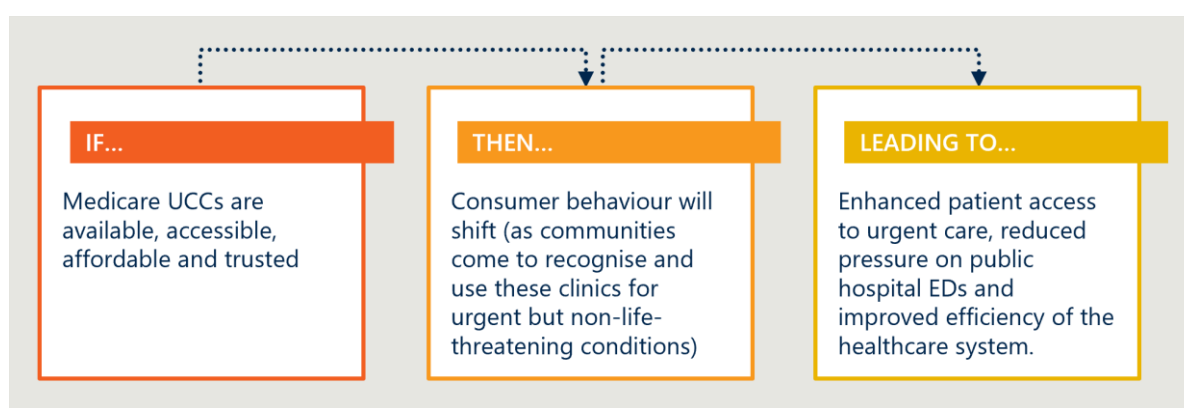 IF...
Medicare UCCs are
available, accessible,
affordable and trusted
THEN...
Consumer behaviour will
shift (as communities
come to recognise and
use these clinics for
urgent but non-life-
threatening conditions)
LEADING TO...
Enhanced patient access
to urgent care, reduced
pressure on public
hospital EDs and
improved efficiency of the
healthcare system.